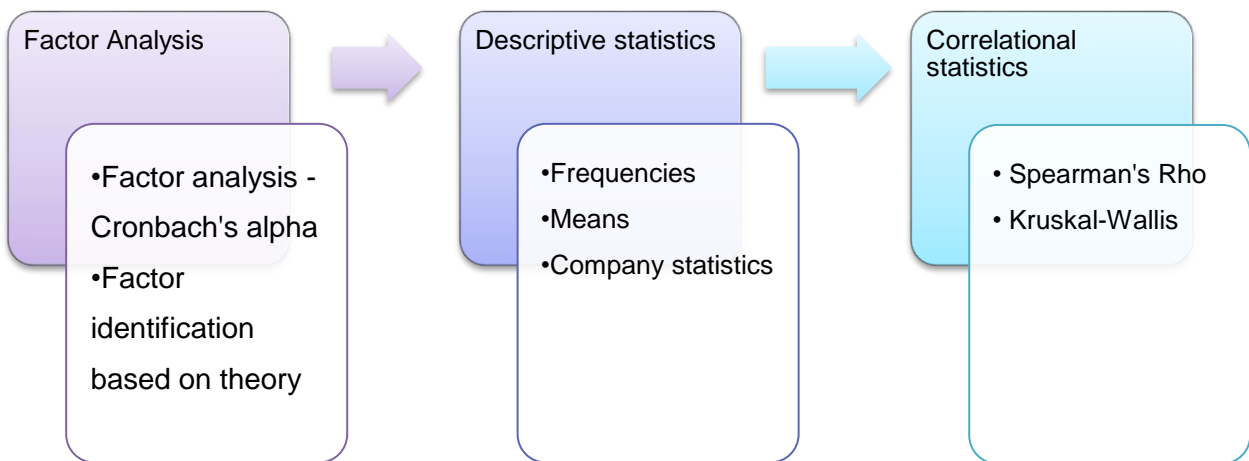 Factor Analysis
•Factor analysis -
Cronbach's alpha
•Factor
identification
based on theory
Descriptive statistics
•Frequencies
•Means
•Company statistics
Correlational
statistics
• Spearman's Rho
• Kruskal-Wallis